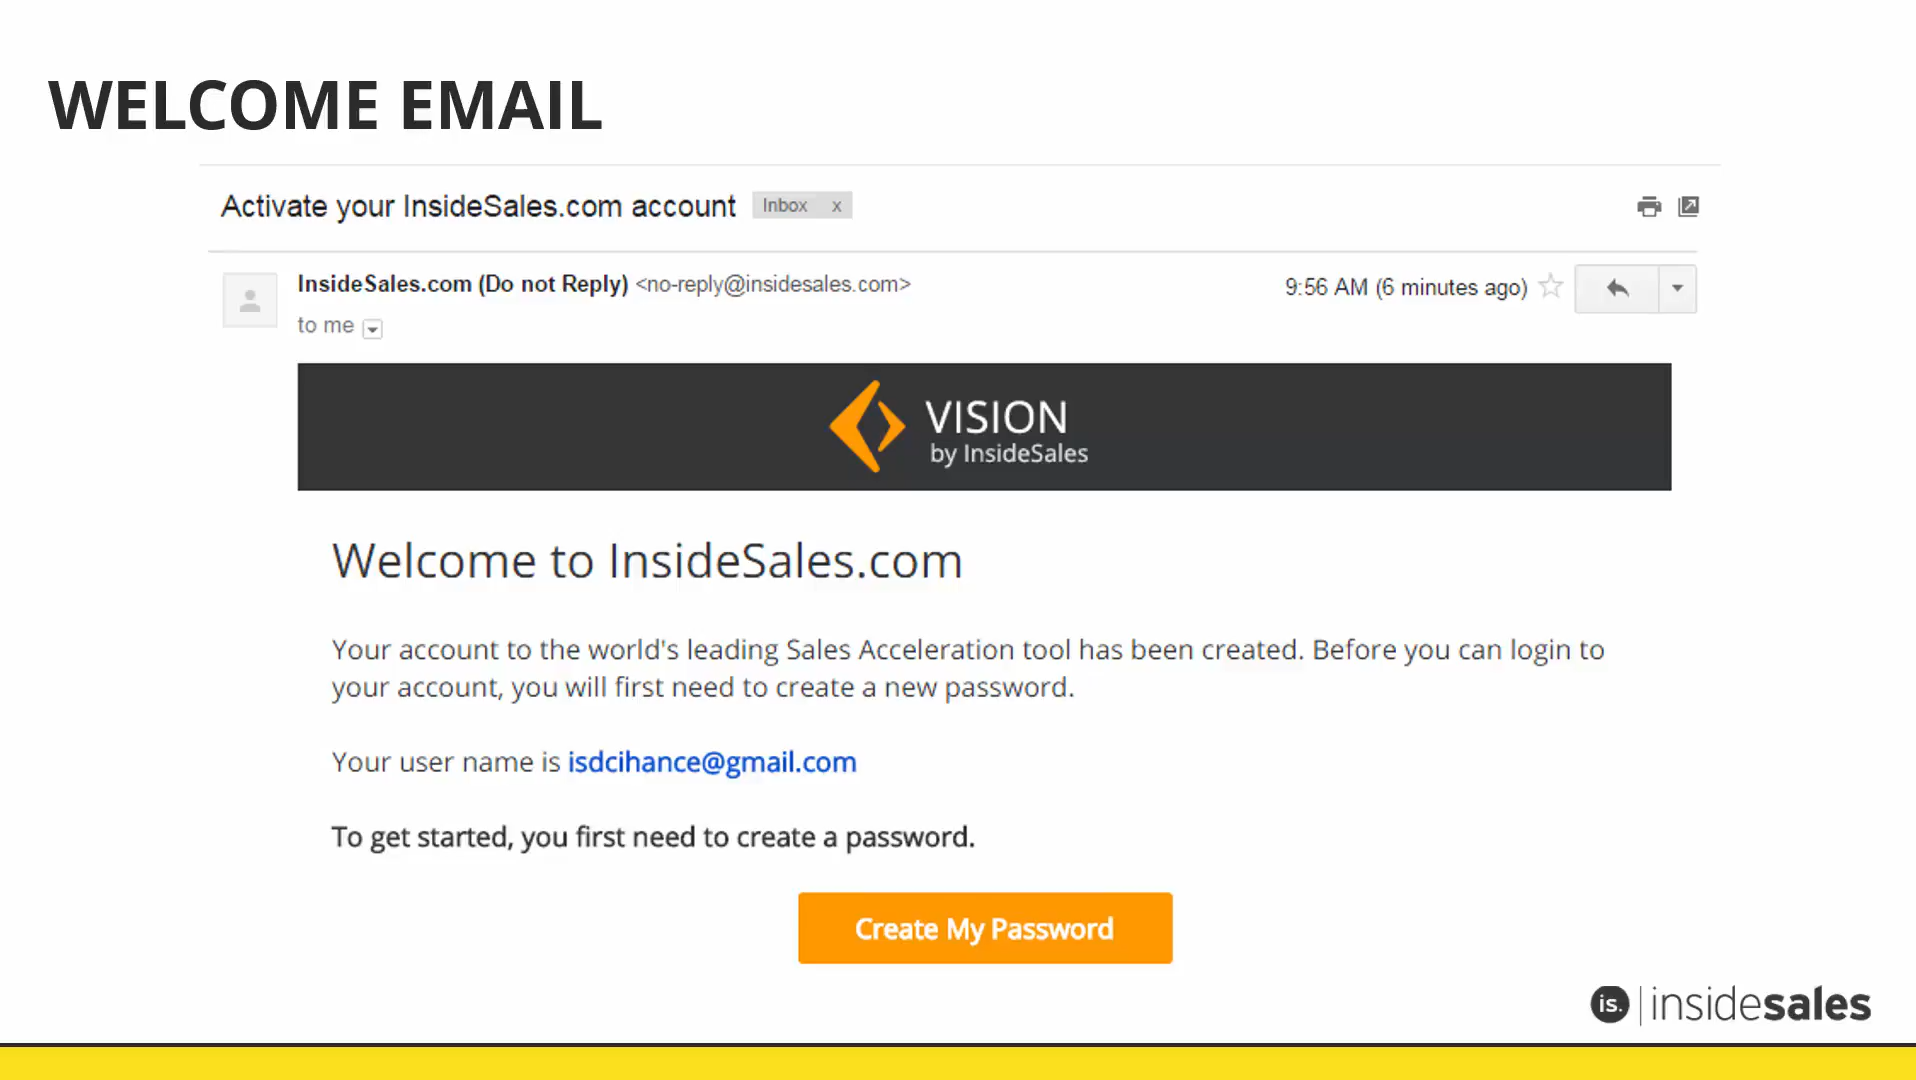 WELCOME EMAIL
Activate your InsideSales.com account Inbox x
InsideSales.com (Do not Reply) <no-reply@insidesales.com> 9:56 AM (6 minutes ago)
to me
VISION
by InsideSales
Welcome to InsideSales.com
Your account to the world's leading Sales Acceleration tool has been created. Before you can login to
your account, you will first need to create a new password.
Your user name is isdcihance@gmail.com
To get started, you first need to create a password.
Create My Password
is. insidesales